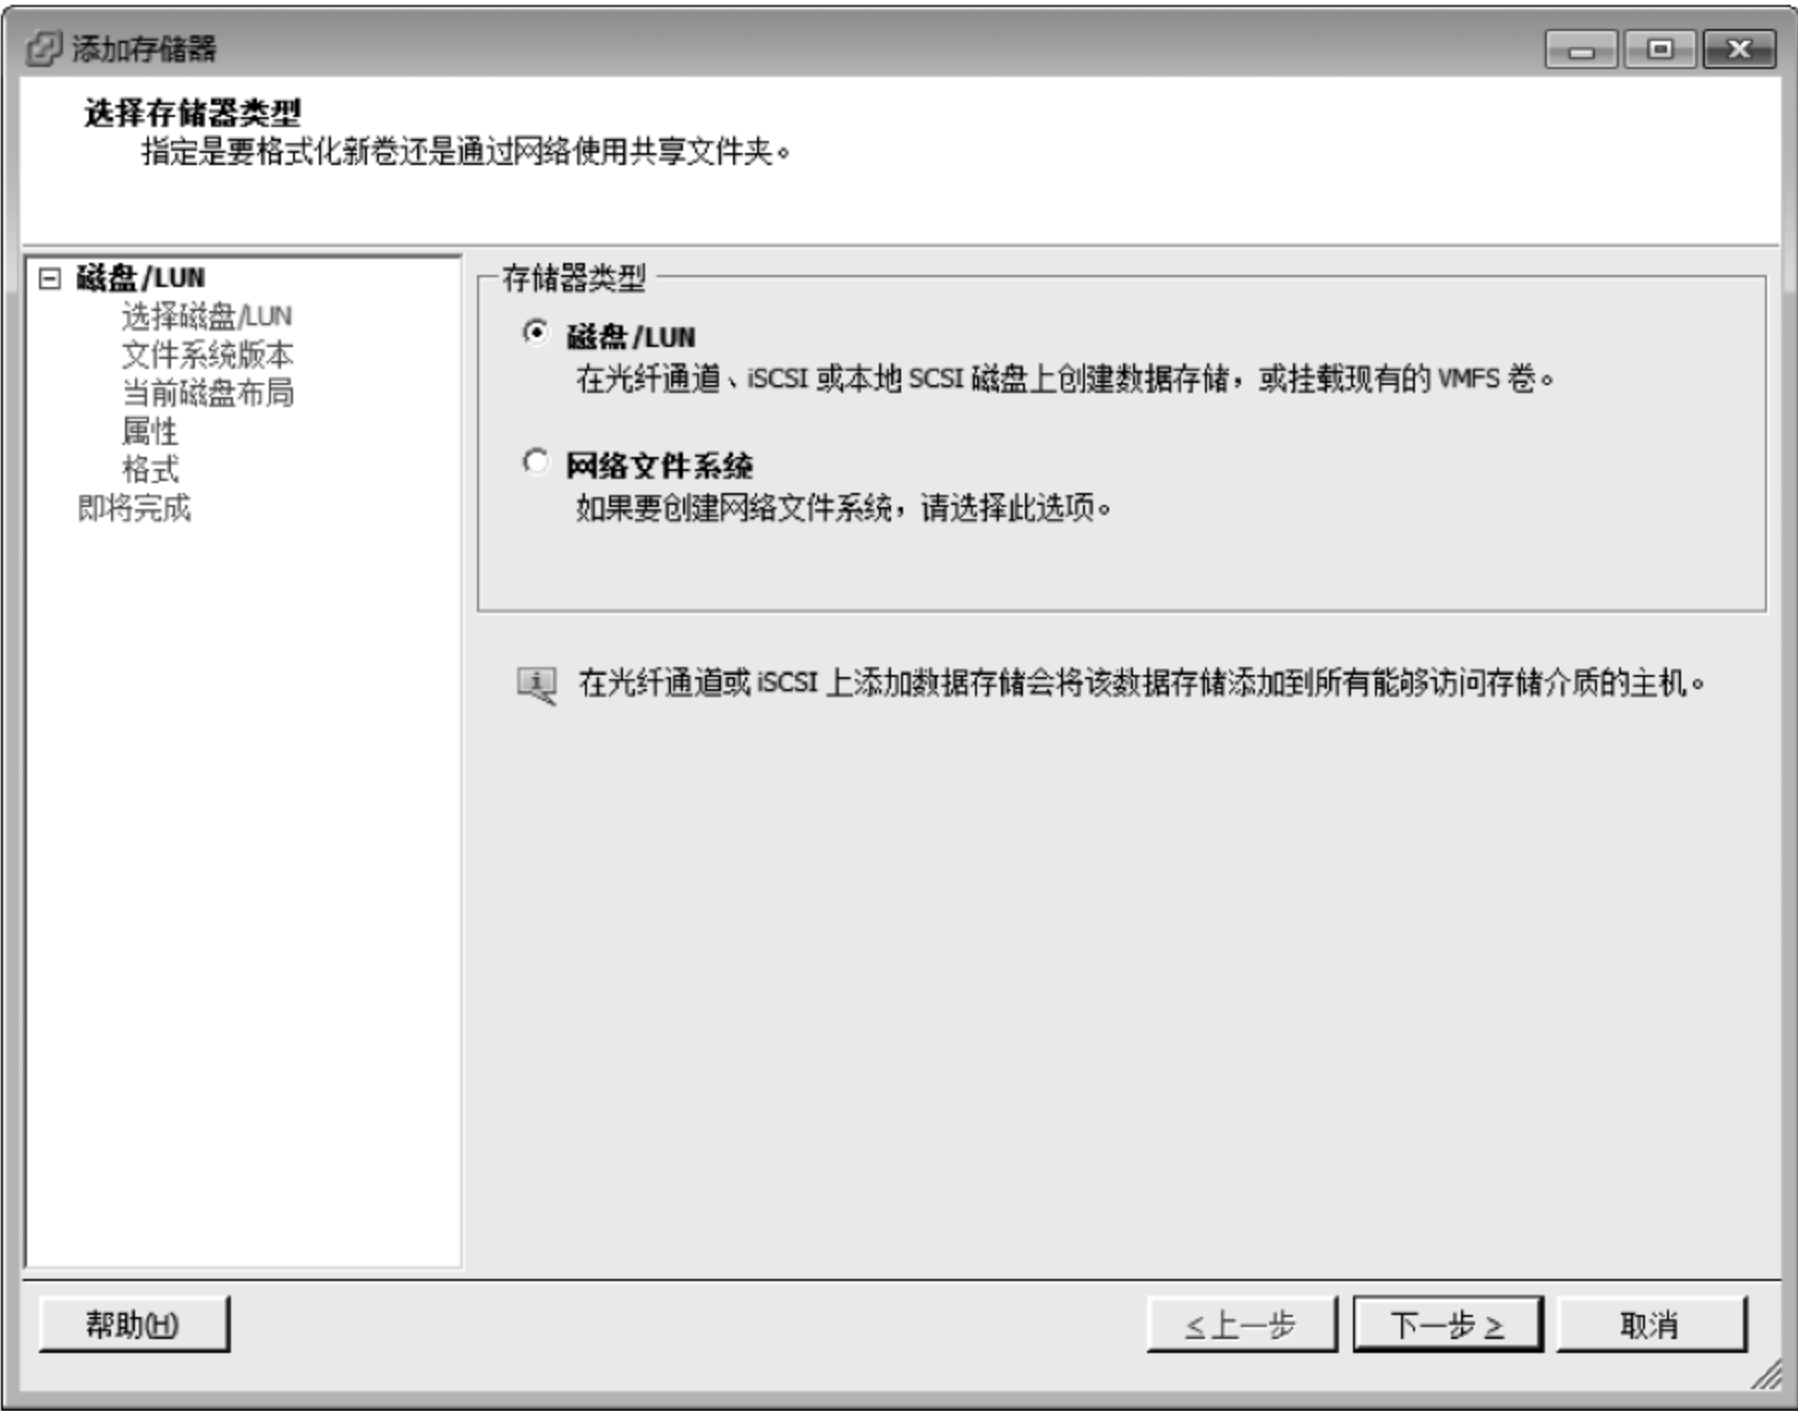 添加存储器
选择存储器类型
指定是要格式化新卷还是通过网络使用共享文件夹。
磁盘/LUN
选择磁盘/LUN
文件系统版本
当前磁盘布局
属性
格式
即将完成
存储器类型
磁盘/LUN
在光纤通道、iSCSI 或本地 SCSI 磁盘上创建数据存储，或挂载现有的 VMFS 卷。
网络文件系统
如果要创建网络文件系统，请选择此选项。
在光纤通道或 iSCSI 上添加数据存储会将该数据存储添加到所有能够访问存储介质的主机。
帮助(H)
≤上一步
下一步 ≥
取消